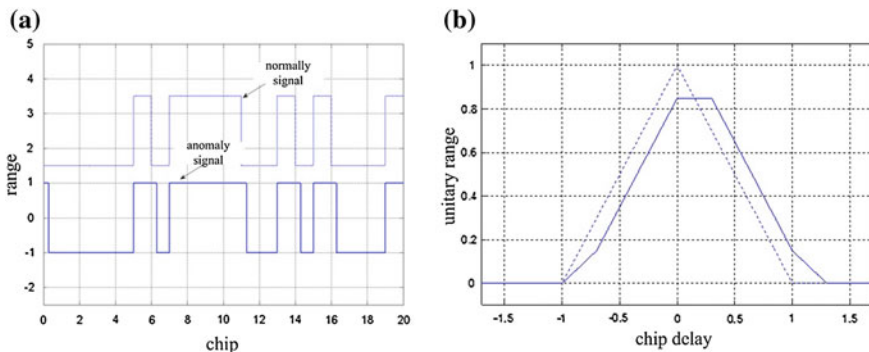 (a)
5
4
3
2
1
0
-1
-2
range
normally
signal
anomaly
signal
0 2 4 6 8 10 12 14 16 18 20
chip
(b)
1
0.8
0.6
0.4
0.2
0
unitary range
-1.5 -1 -0.5 0 0.5 1 1.5
chip delay